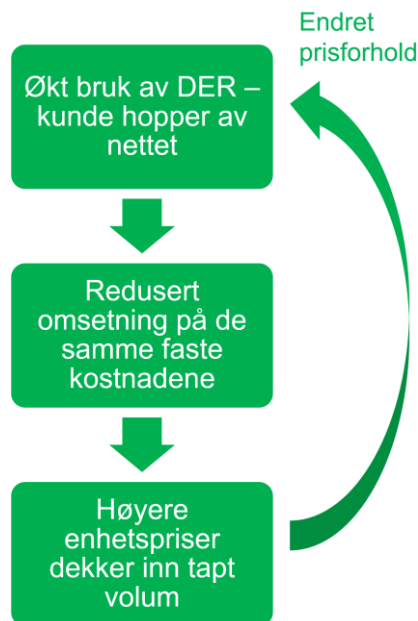 Endret
prisforhold
Økt bruk av DER –
kunde hopper av
nettet
Redusert
omsetning på de
samme faste
kostnadene
Høyere
enhetspriser
dekker inn tapt
volum